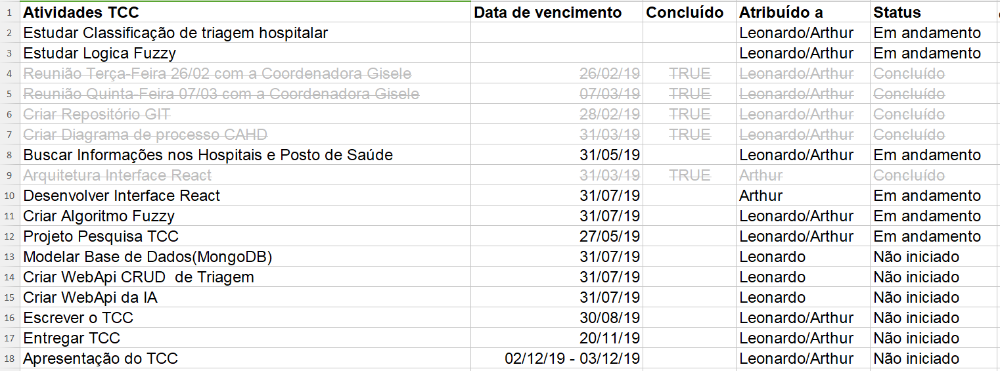 1 Atividades TCC Data de vencimento Concluído Atribuído a Status
2 Estudar Classificação de triagem hospitalar Leonardo/Arthur Em andamento
3 Estudar Logica Fuzzy Leonardo/Arthur Em andamento
4 Reunião Terça-Feira 26/02 com a Coordenadora Gisele 26/02/19 TRUE Leonardo/Arthur Concluído
5 Reunião Quinta-Feira 07/03 com a Coordenadora Gisele 07/03/19 TRUE Leonardo/Arthur Concluído
6 Criar Repositório GIT 28/02/19 TRUE Leonardo/Arthur Concluído
7 Criar Diagrama de processo CAHD 31/03/19 TRUE Leonardo/Arthur Concluído
8 Buscar Informações nos Hospitais e Posto de Saúde 31/05/19 Leonardo/Arthur Em andamento
9 Arquitetura Interface React 31/03/19 TRUE Arthur Concluído
10 Desenvolver Interface React 31/07/19 Arthur Em andamento
11 Criar Algoritmo Fuzzy 31/07/19 Leonardo/Arthur Em andamento
12 Projeto Pesquisa TCC 27/05/19 Leonardo/Arthur Em andamento
13 Modelar Base de Dados(MongoDB) 31/07/19 Leonardo Não iniciado
14 Criar WebApi CRUD  de Triagem 31/07/19 Leonardo Não iniciado
15 Criar WebApi da IA 31/07/19 Leonardo Não iniciado
16 Escrever o TCC 30/08/19 Leonardo/Arthur Não iniciado
17 Entregar TCC 20/11/19 Leonardo/Arthur Não iniciado
18 Apresentação do TCC 02/12/19 - 03/12/19 Leonardo/Arthur Não iniciado